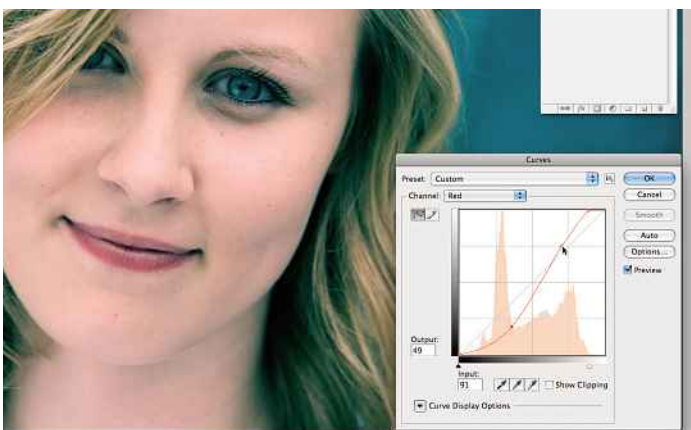 Curves
Preset: Custom
OK
Channel: Red
Cancel
Smooth
Auto
Options...
Preview
Output:
49
Input:
91
Show Clipping
Curve Display Options